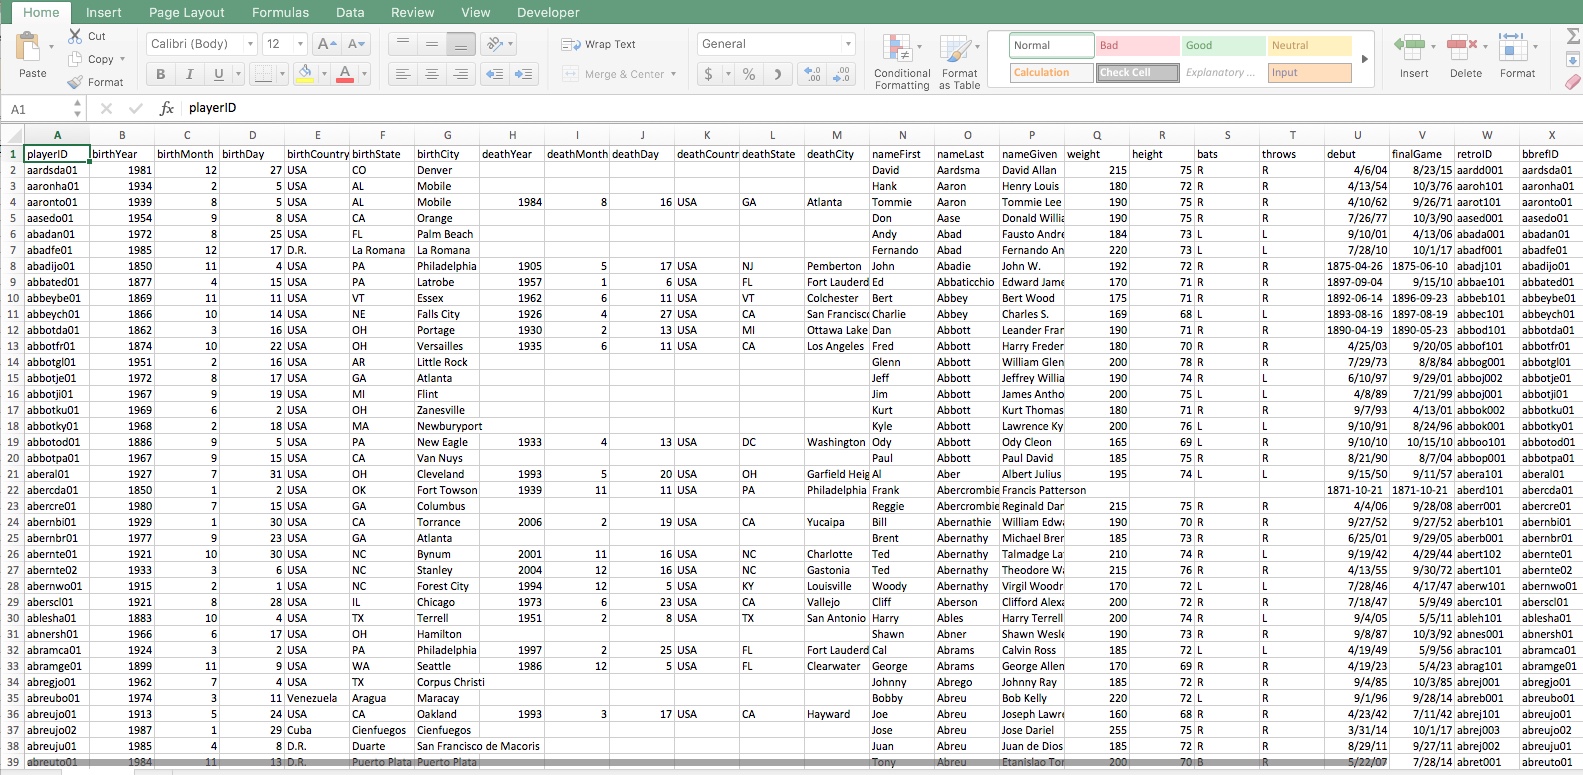 Home Insert Page Layout Formulas Data Review View Developer
Cut Calibri (Body) 12 A A Wrap Text General Normal Bad Good Neutral
Copy
Paste Format B I U A Merge & Center $ % Conditional Formatting Format as Table Calculation Check Cell Explanatory ... Input Insert Delete Format
A1 fx playerID
A B C D E F G H I J K L M N O P Q R S T U V W X
1 playerID birthYear birthMonth birthDay birthCountry birthState birthCity deathYear deathMonth deathDay deathCountr deathState deathCity nameFirst nameLast nameGiven weight height bats throws debut finalGame retroID bbrefID
2 aardsda01 1981 12 27 USA CO Denver David Aardsma David Allan 215 75 R R 4/6/04 8/23/15 aardd001 aardsda01
3 aaronha01 1934 2 5 USA AL Mobile Hank Aaron Henry Louis 180 72 R R 4/13/54 10/3/76 aaroh101 aaronha01
4 aaronto01 1939 8 5 USA AL Mobile 1984 8 16 USA GA Atlanta Tommie Aaron Tommie Lee 190 75 R R 4/10/62 9/26/71 aarot101 aaronto01
5 aasedo01 1954 9 8 USA CA Orange Don Aase Donald Willia 190 75 R R 7/26/77 10/3/90 aased001 aasedo01
6 abadan01 1972 8 25 USA FL Palm Beach Andy Abad Fausto Andre 184 73 L L 9/10/01 4/13/06 abada001 abadan01
7 abadfe01 1985 12 17 D.R. La Romana La Romana Fernando Abad Fernando An 220 73 L L 7/28/10 10/1/17 abadf001 abadfe01
8 abadijo01 1850 11 4 USA PA Philadelphia 1905 5 17 USA NJ Pemberton John Abadie John W. 192 72 R R 1875-04-26 1875-06-10 abadj101 abadijo01
9 abbated01 1877 4 15 USA PA Latrobe 1957 1 6 USA FL Fort Lauderd Ed Abbaticchio Edward Jame 170 71 R R 1897-09-04 9/15/10 abbae101 abbated01
10 abbeybe01 1869 11 11 USA VT Essex 1962 6 11 USA VT Colchester Bert Abbey Bert Wood 175 71 R R 1892-06-14 1896-09-23 abbeb101 abbeybe01
11 abbeych01 1866 10 14 USA NE Falls City 1926 4 27 USA CA San Francisc Charlie Abbey Charles S. 169 68 L L 1893-08-16 1897-08-19 abbec101 abbeych01
12 abbotda01 1862 3 16 USA OH Portage 1930 2 13 USA MI Ottawa Lake Dan Abbott Leander Fran 190 71 R R 1890-04-19 1890-05-23 abbod101 abbotda01
13 abbotfr01 1874 10 22 USA OH Versailles 1935 6 11 USA CA Los Angeles Fred Abbott Harry Freder 180 70 R R 4/25/03 9/20/05 abbof101 abbotfr01
14 abbotgl01 1951 2 16 USA AR Little Rock Glenn Abbott William Glen 200 78 R R 7/29/73 8/8/84 abbog001 abbotgl01
15 abbotje01 1972 8 17 USA GA Atlanta Jeff Abbott Jeffrey Willia 190 74 R L 6/10/97 9/29/01 abboj002 abbotje01
16 abbotji01 1967 9 19 USA MI Flint Jim Abbott James Antho 200 75 L L 4/8/89 7/21/99 abboj001 abbotji01
17 abbotku01 1969 6 2 USA OH Zanesville Kurt Abbott Kurt Thomas 180 71 R R 9/7/93 4/13/01 abbok002 abbotku01
18 abbotky01 1968 2 18 USA MA Newburyport Kyle Abbott Lawrence Ky 200 76 L L 9/10/91 8/24/96 abbok001 abbotky01
19 abbotod01 1886 9 5 USA PA New Eagle 1933 4 13 USA DC Washington Ody Abbott Ody Cleon 165 69 L R 9/10/10 10/15/10 abboo101 abbotod01
20 abbotpa01 1967 9 15 USA CA Van Nuys Paul Abbott Paul David 185 75 R R 8/21/90 8/7/04 abbop001 abbotpa01
21 aberal01 1927 7 31 USA OH Cleveland 1993 5 20 USA OH Garfield Heig Al Aber Albert Julius 195 74 L L 9/15/50 9/11/57 abera101 aberal01
22 abercda01 1850 1 2 USA OK Fort Towson 1939 11 11 USA PA Philadelphia Frank Abercrombie Francis Patterson 1871-10-21 1871-10-21 aberd101 abercda01
23 abercre01 1980 7 15 USA GA Columbus Reggie Abercrombie Reginald Dar 215 75 R R 4/4/06 9/28/08 aberr001 abercre01
24 abernbi01 1929 1 30 USA CA Torrance 2006 2 19 USA CA Yucaipa Bill Abernathie William Edwa 190 70 R R 9/27/52 9/27/52 aberb101 abernbi01
25 abernbr01 1977 9 23 USA GA Atlanta Brent Abernathy Michael Bren 185 73 R R 6/25/01 9/29/05 aberb001 abernbr01
26 abernte01 1921 10 30 USA NC Bynum 2001 11 16 USA NC Charlotte Ted Abernathy Talmadge La 210 74 R L 9/19/42 4/29/44 abert102 abernte01
27 abernte02 1933 3 6 USA NC Stanley 2004 12 16 USA NC Gastonia Ted Abernathy Theodore Wa 215 76 R R 4/13/55 9/30/72 abert101 abernte02
28 abernwo01 1915 2 1 USA NC Forest City 1994 12 5 USA KY Louisville Woody Abernathy Virgil Woodr 170 72 L L 7/28/46 4/17/47 aberw101 abernwo01
29 aberscl01 1921 8 28 USA IL Chicago 1973 6 23 USA CA Vallejo Cliff Aberson Clifford Alexa 200 72 R R 7/18/47 5/9/49 aberc101 aberscl01
30 ablesha01 1883 10 4 USA TX Terrell 1951 2 8 USA TX San Antonio Harry Ables Harry Terrell 200 74 R L 9/4/05 5/5/11 ableh101 ablesha01
31 abnersh01 1966 6 17 USA OH Hamilton Shawn Abner Shawn Wesle 190 73 R R 9/8/87 10/3/92 abnes001 abnersh01
32 abramca01 1924 3 2 USA PA Philadelphia 1997 2 25 USA FL Fort Lauderd Cal Abrams Calvin Ross 185 72 L L 4/19/49 5/9/56 abrac101 abramca01
33 abramge01 1899 11 9 USA WA Seattle 1986 12 5 USA FL Clearwater George Abrams George Allen 170 69 R R 4/19/23 5/4/23 abrag101 abramge01
34 abregjo01 1962 7 4 USA TX Corpus Christi Johnny Abrego Johnny Ray 185 72 R R 9/4/85 10/3/85 abrej001 abregjo01
35 abreubo01 1974 3 11 Venezuela Aragua Maracay Bobby Abreu Bob Kelly 220 72 L R 9/1/96 9/28/14 abreb001 abreubo01
36 abreujo01 1913 5 24 USA CA Oakland 1993 3 17 USA CA Hayward Joe Abreu Joseph Lawre 160 68 R R 4/23/42 7/11/42 abrej101 abreujo01
37 abreujo02 1987 1 29 Cuba Cienfuegos Cienfuegos Jose Abreu Jose Dariel 255 75 R R 3/31/14 10/1/17 abrej003 abreujo02
38 abreuju01 1985 4 8 D.R. Duarte San Francisco de Macoris Juan Abreu Juan de Dios 185 72 R R 8/29/11 9/27/11 abrej002 abreuju01
39 abreuto01 1984 11 13 D.R. Puerto Plata Puerto Plata Tony Abreu Etanislao Tor 200 70 B R 5/22/07 7/28/14 abret001 abreuto01